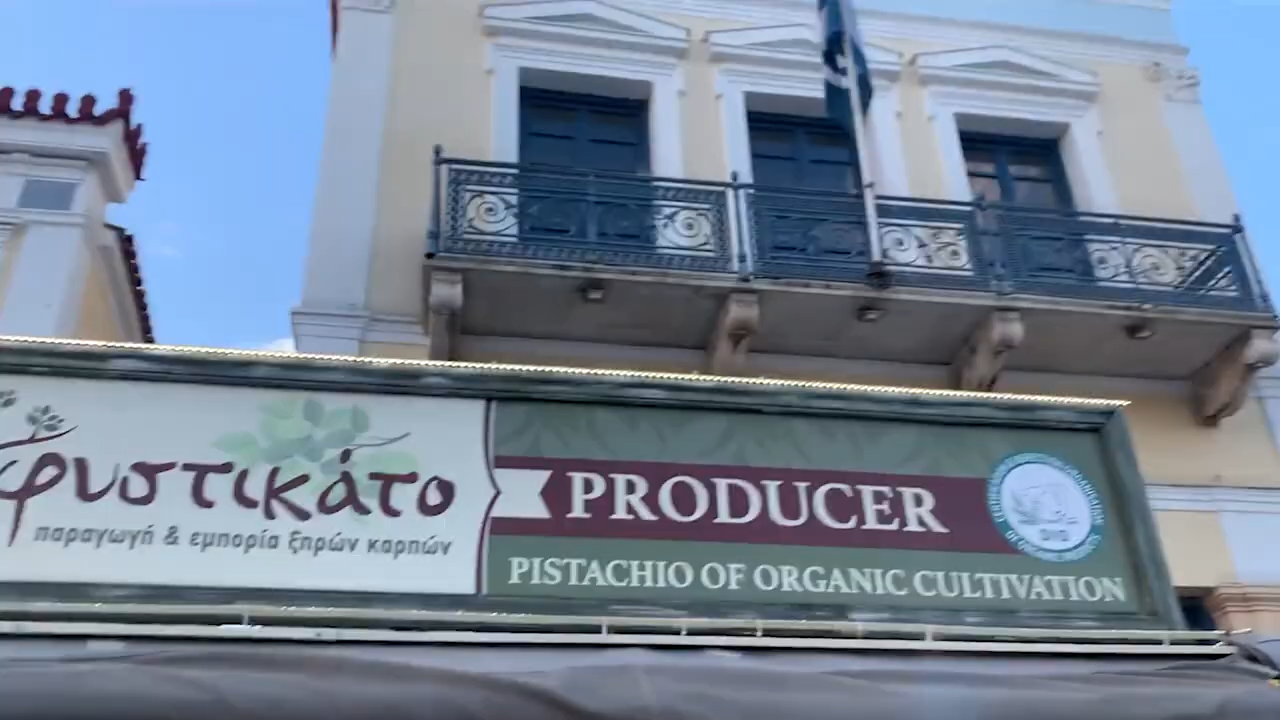 φυστικάτο
παραγωγή & εμπορία ξηρών καρπών
PRODUCER
PISTACHIO OF ORGANIC CULTIVATION